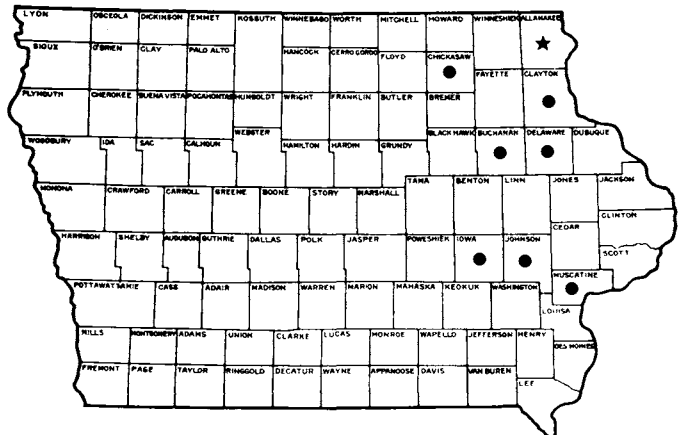 LYON OSCEOLA DICKINSON EMMET KOSSUTH WINNEBAGO WORTH MITCHELL HOWARD WINNESHIEK ALLAMAKEE
SIOUX O'BRIEN CLAY PALO ALTO HANCOCK CERRO GORDO FLOYD CHICKASAW
FAYETTE CLAYTON
PLYMOUTH CHEROKEE BUENA VISTA POCAHONTAS HUMBOLDT WRIGHT FRANKLIN BUTLER BREMER
WEBSTER BLACK HAWK BUCHANAN DELAWARE DUBUQUE
WOODBURY IDA SAC CALHOUN HAMILTON HARDIN GRUNDY
TAMA BENTON LINN JONES JACKSON
MONONA CRAWFORD CARROLL GREENE BOONE STORY MARSHALL
CLINTON
CEDAR
HARRISON SHELBY AUDUBON GUTHRIE DALLAS POLK JASPER POWESHIEK IOWA JOHNSON
SCOTT
MUSCATINE
POTTAWATTAMIE CASS ADAIR MADISON WARREN MARION MAHASKA KEOKUK WASHINGTON
LOUISA
MILLS MONTGOMERY ADAMS UNION CLARKE LUCAS MONROE WAPELLO JEFFERSON HENRY
DES MOINES
FREMONT PAGE TAYLOR RINGGOLD DECATUR WAYNE APPANOOSE DAVIS VAN BUREN
LEE